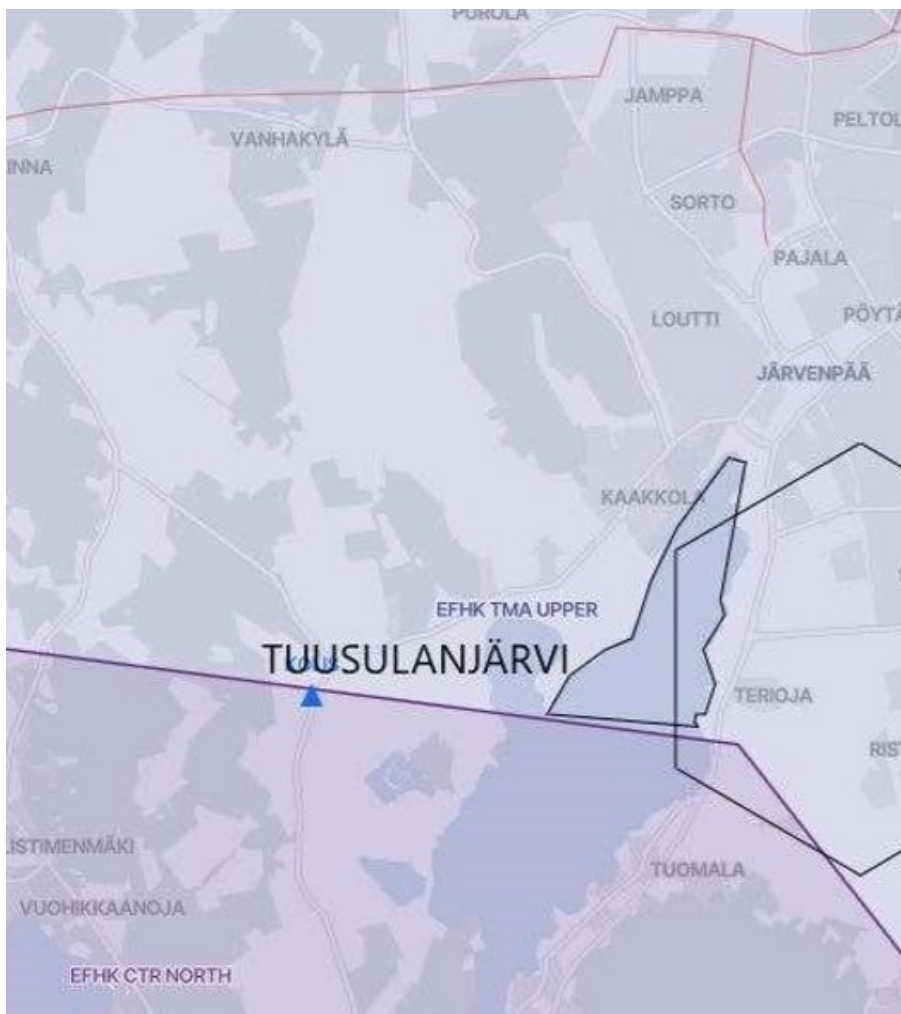 PUROLA
JAMPPA
PELTOL
VANHAKYLÄ
INNA
SORTO
PAJALA
LOUTTI
PÖYTÄ
JÄRVENPÄÄ
KAAKKOLA
EFHK TMA UPPER
TUUSULANJÄRVI
TERIOJA
RIST
LISTIMENMÄKI
TUOMALA
VUOHIKKAANOJA
EFHK CTR NORTH